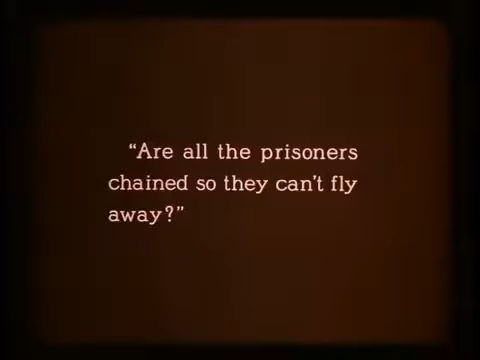 “Are all the prisoners
chained so they can't fly
away?”